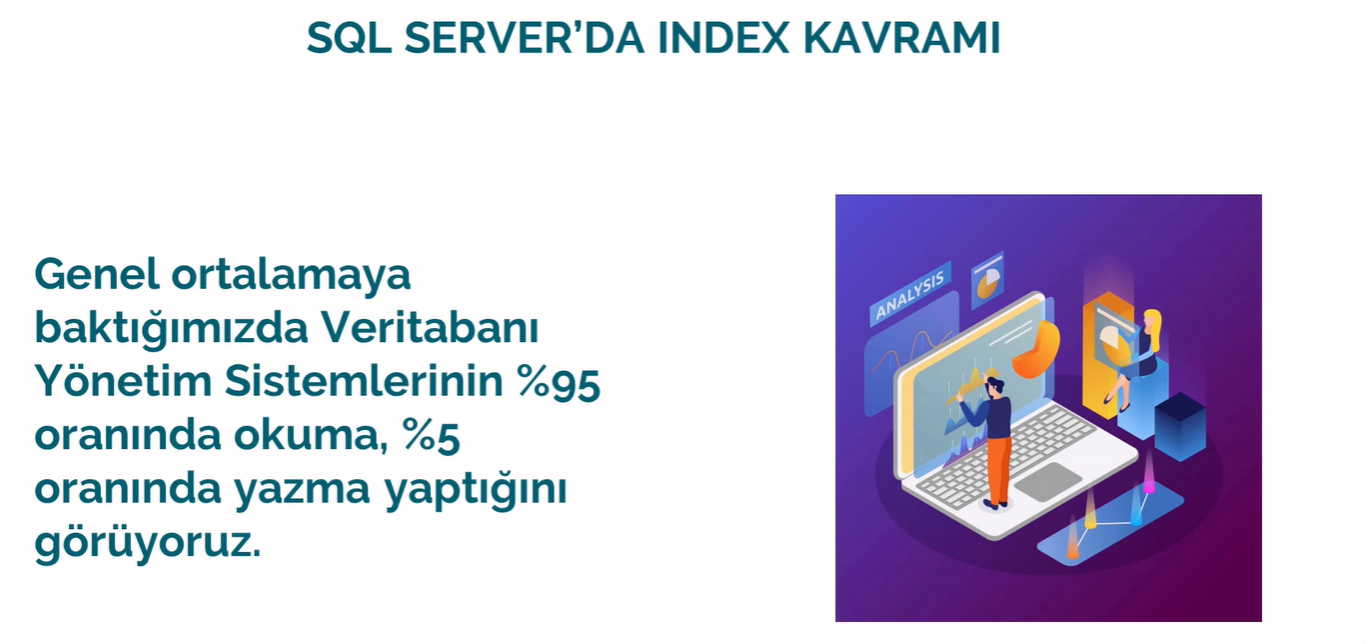 SQL SERVER’DA INDEX KAVRAMI
Genel ortalamaya
baktığımızda Veritabanı
Yönetim Sistemlerinin %95
oranında okuma, %5
oranında yazma yaptığını
görüyoruz.
ANALYSIS